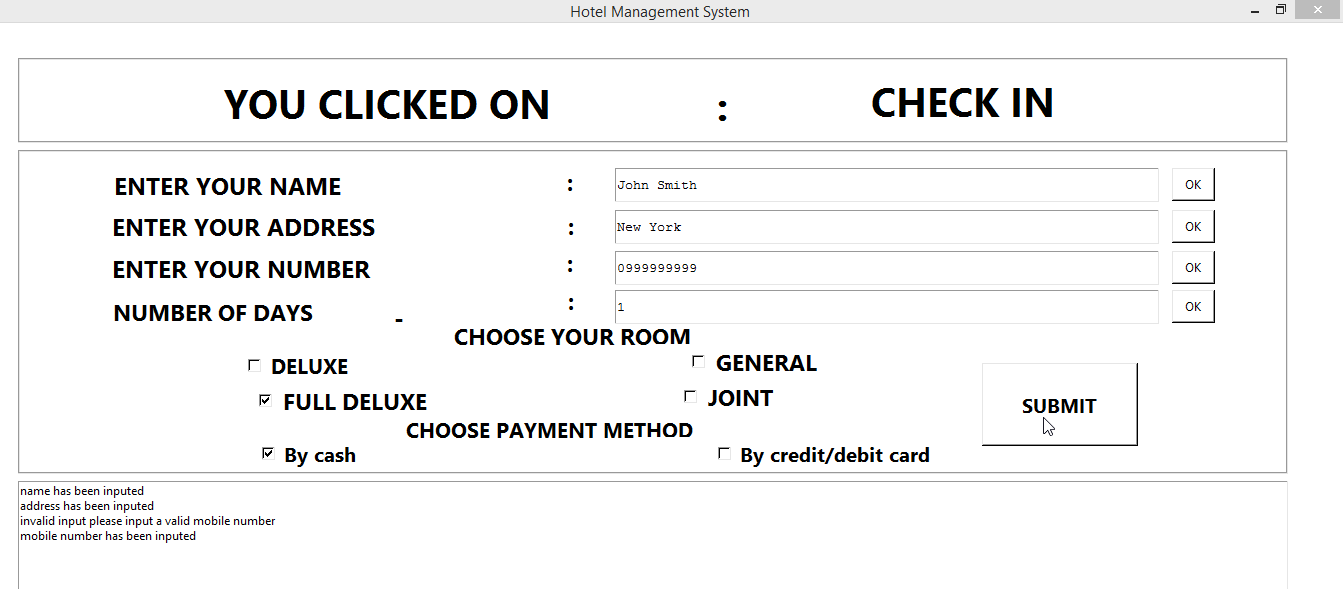 Hotel Management System
YOU CLICKED ON : CHECK IN
ENTER YOUR NAME : John Smith OK
ENTER YOUR ADDRESS : New York OK
ENTER YOUR NUMBER : 0999999999 OK
NUMBER OF DAYS - : 1 OK
CHOOSE YOUR ROOM
DELUXE GENERAL
FULL DELUXE JOINT
SUBMIT
CHOOSE PAYMENT METHOD
By cash By credit/debit card
name has been inputed
address has been inputed
invalid input please input a valid mobile number
mobile number has been inputed